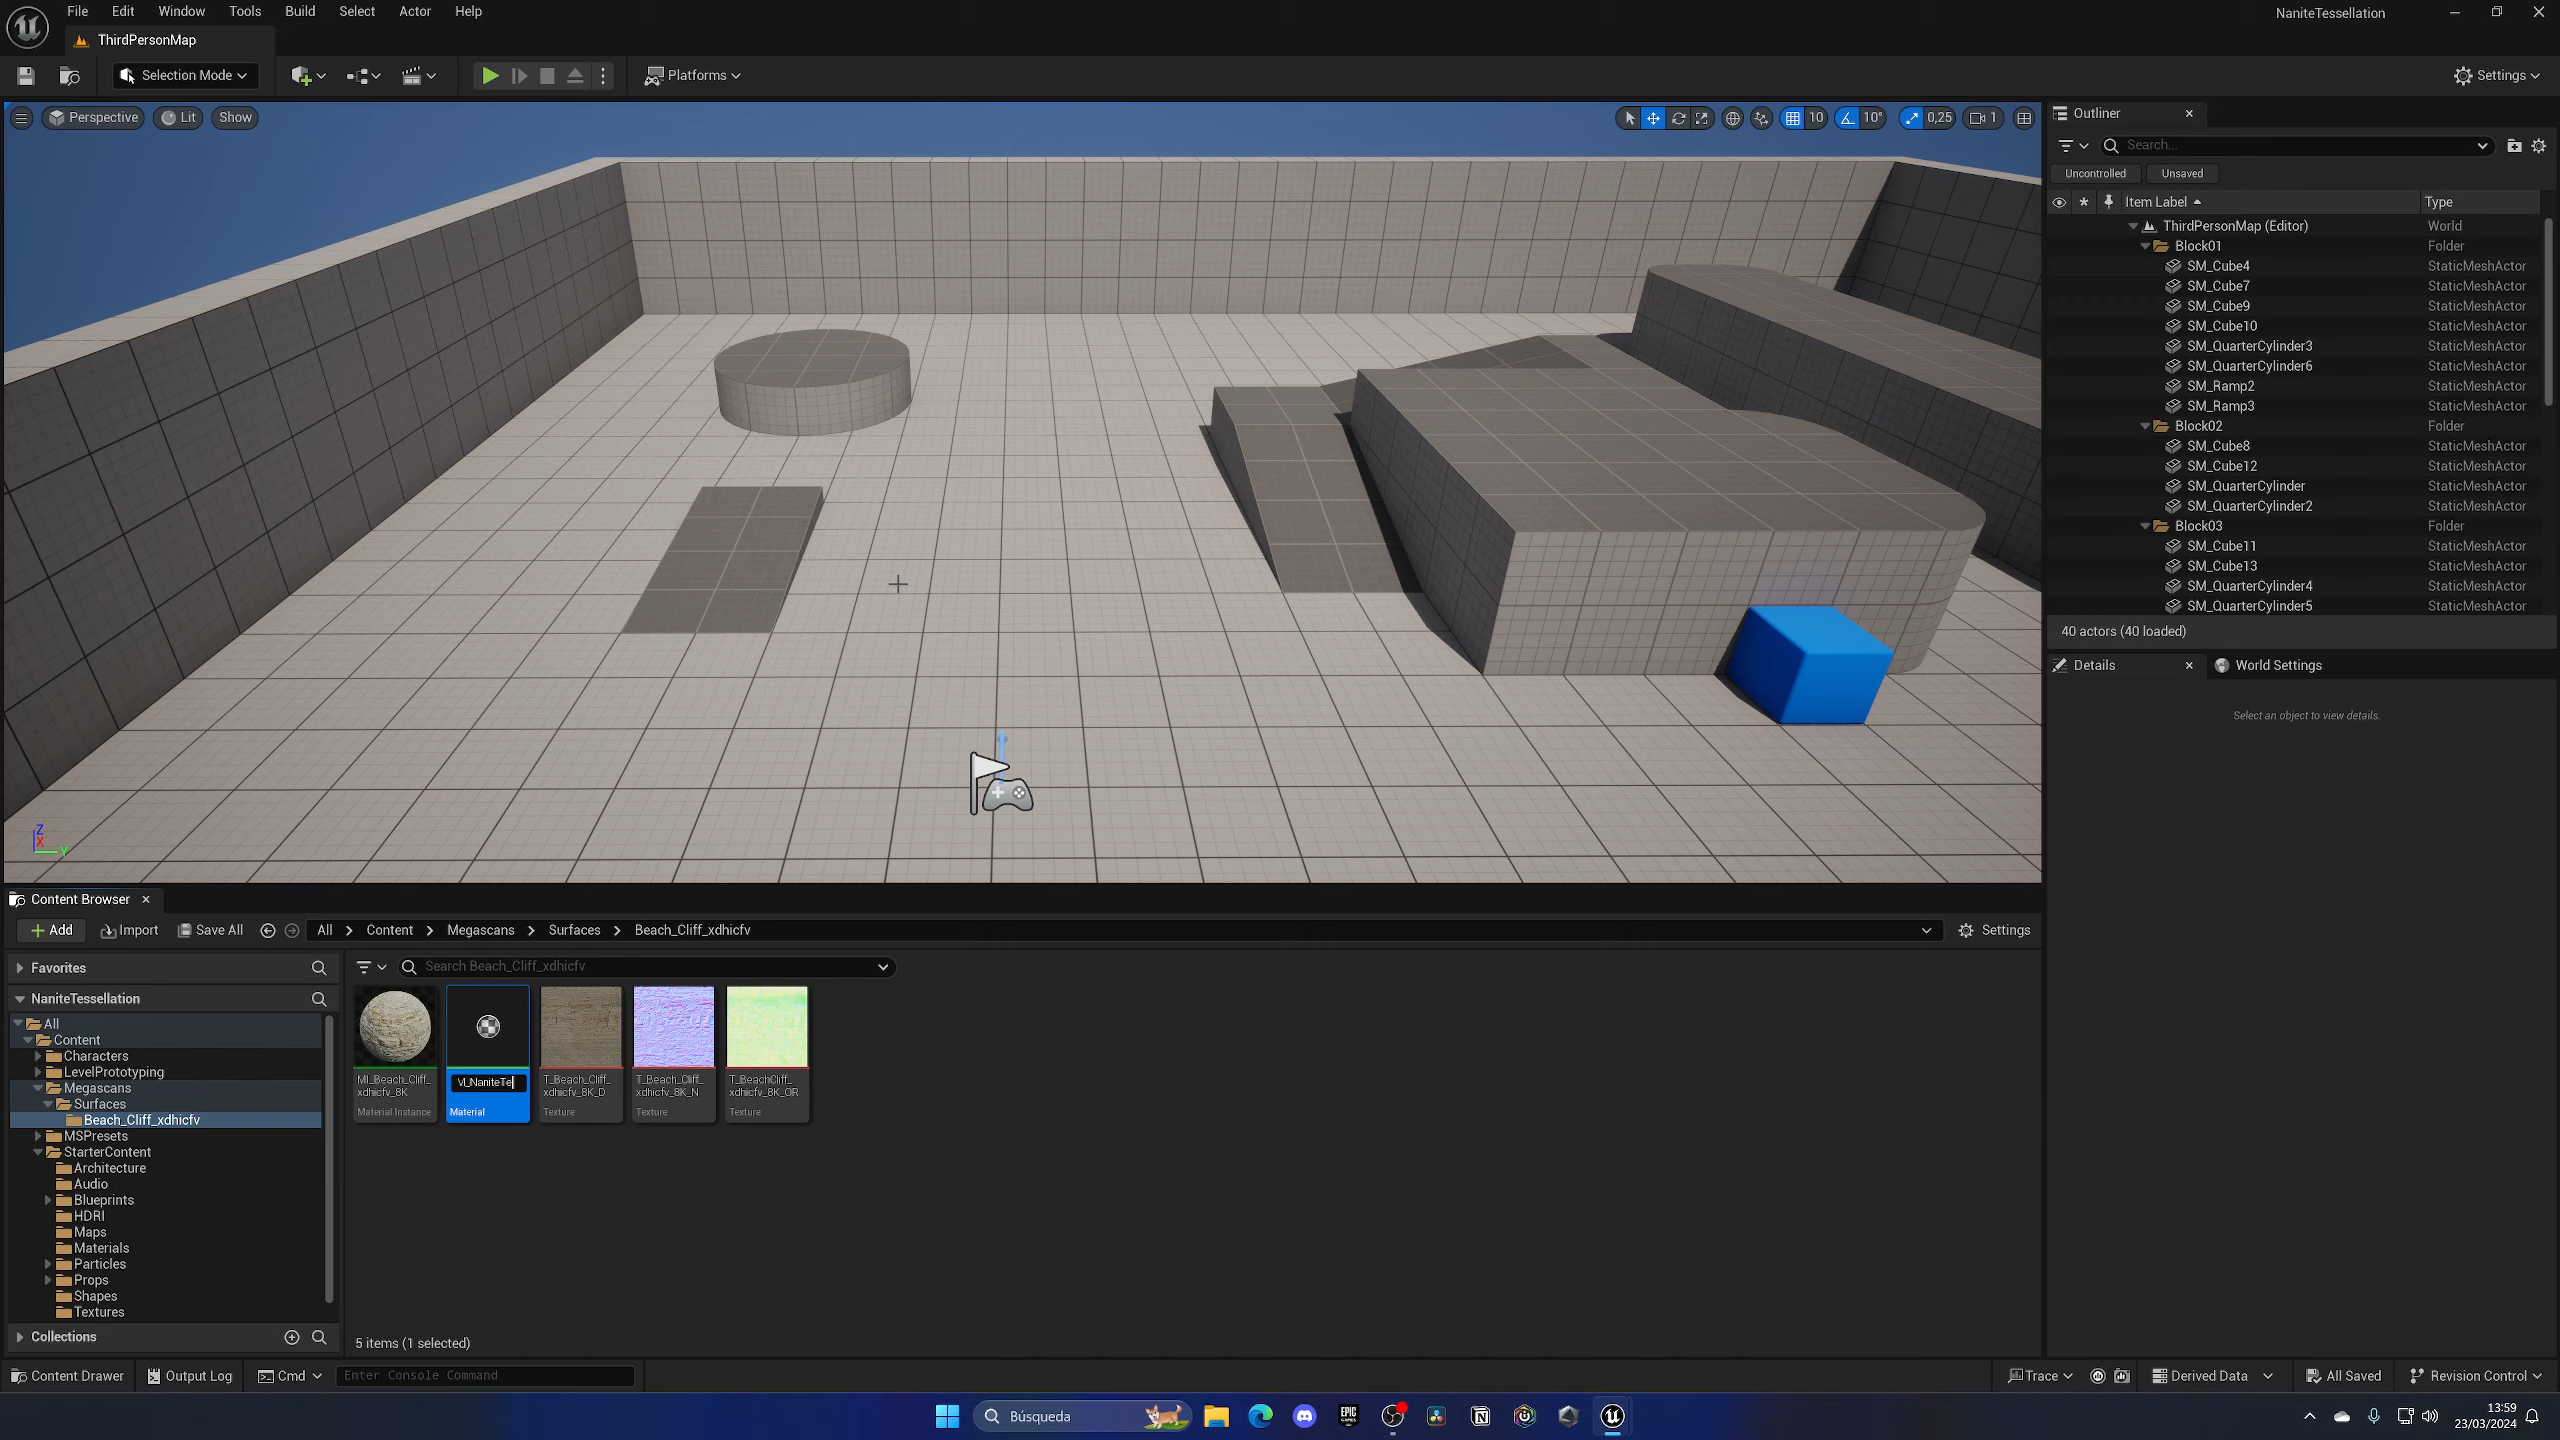 File Edit Window Tools Build Select Actor Help
NaniteTessellation
ThirdPersonMap
Selection Mode
Platforms
Settings
Perspective Lit Show
10 10° 0,25 1
Outliner
Search...
Uncontrolled Unsaved
Item Label Type
ThirdPersonMap (Editor) World
Block01 Folder
SM_Cube4 StaticMeshActor
SM_Cube7 StaticMeshActor
SM_Cube9 StaticMeshActor
SM_Cube10 StaticMeshActor
SM_QuarterCylinder3 StaticMeshActor
SM_QuarterCylinder6 StaticMeshActor
SM_Ramp2 StaticMeshActor
SM_Ramp3 StaticMeshActor
Block02 Folder
SM_Cube8 StaticMeshActor
SM_Cube12 StaticMeshActor
SM_QuarterCylinder StaticMeshActor
SM_QuarterCylinder2 StaticMeshActor
Block03 Folder
SM_Cube11 StaticMeshActor
SM_Cube13 StaticMeshActor
SM_QuarterCylinder4 StaticMeshActor
SM_QuarterCylinder5 StaticMeshActor
40 actors (40 loaded)
Details World Settings
Select an object to view details.
Z
X
Y
Content Browser
Add Import Save All All Content Megascans Surfaces Beach_Cliff_xdhicfv Settings
Favorites
Search Beach_Cliff_xdhicfv
NaniteTessellation
All
Content
Characters
LevelPrototyping
Megascans
Surfaces
Beach_Cliff_xdhicfv
MSPresets
StarterContent
Architecture
Audio
Blueprints
HDRI
Maps
Materials
Particles
Props
Shapes
Textures
Collections
MI_Beach_Cliff_
xdhicfv_8K
Material Instance
M_NaniteTe
Material
T_Beach_Cliff_
xdhicfv_8K_D
Texture
T_Beach_Cliff_
xdhicfv_8K_N
Texture
T_BeachCliff_
xdhicfv_8K_OR
Texture
5 items (1 selected)
Content Drawer Output Log Cmd Enter Console Command
Trace Derived Data All Saved Revision Control
Búsqueda
EPIC
GAMES
13:59
23/03/2024